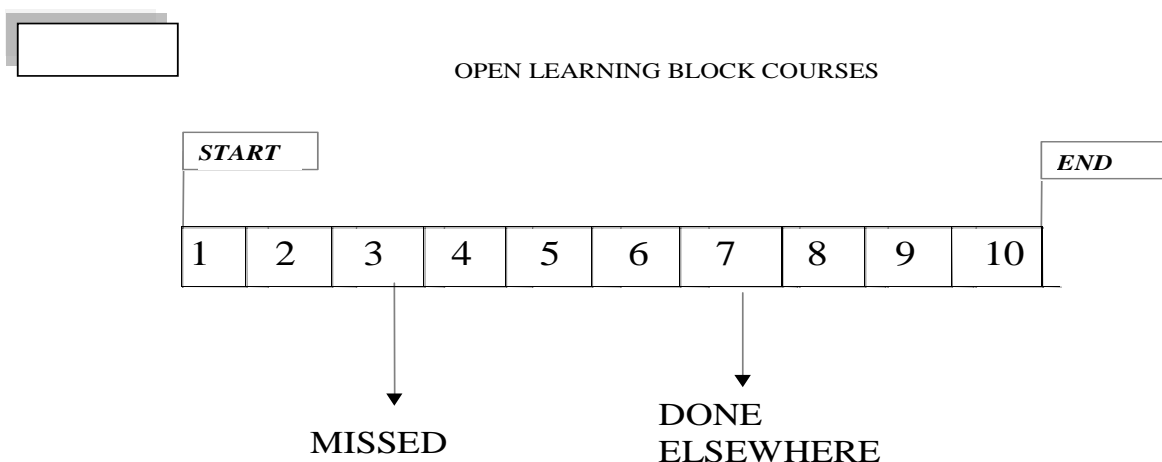 OPEN LEARNING BLOCK COURSES
START
END
1 2 3 4 5 6 7 8 9 10
MISSED
DONE
ELSEWHERE